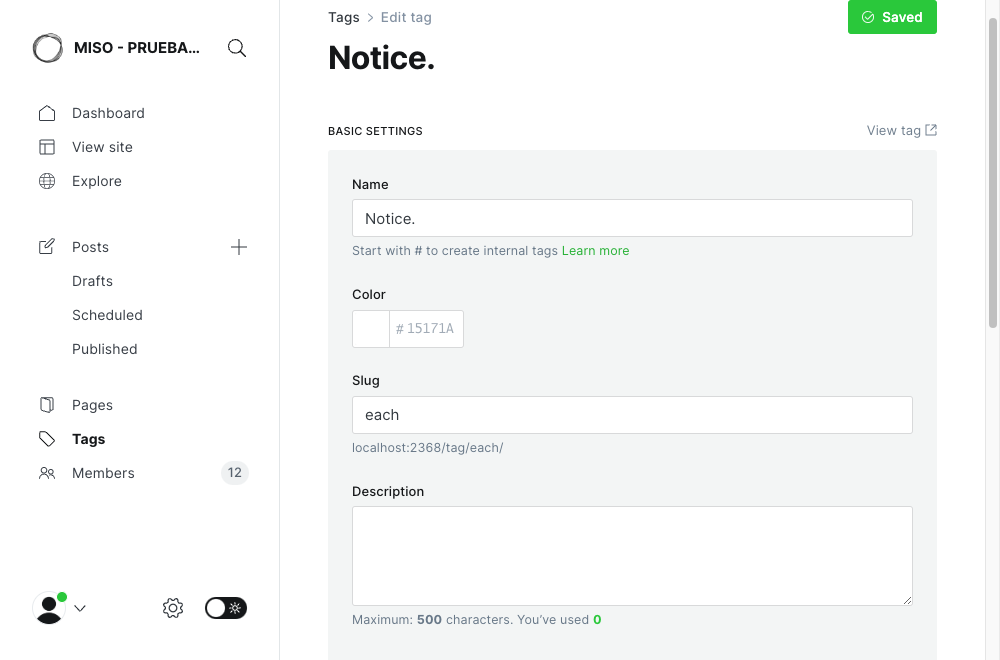 MISO - PRUEBA...
Dashboard
View site
Explore
Posts
Drafts
Scheduled
Published
Pages
Tags
Members 12
Tags > Edit tag
Saved
Notice.
BASIC SETTINGS
View tag
Name
Notice.
Start with # to create internal tags Learn more
Color
# 15171A
Slug
each
localhost:2368/tag/each/
Description
Maximum: 500 characters. You've used 0